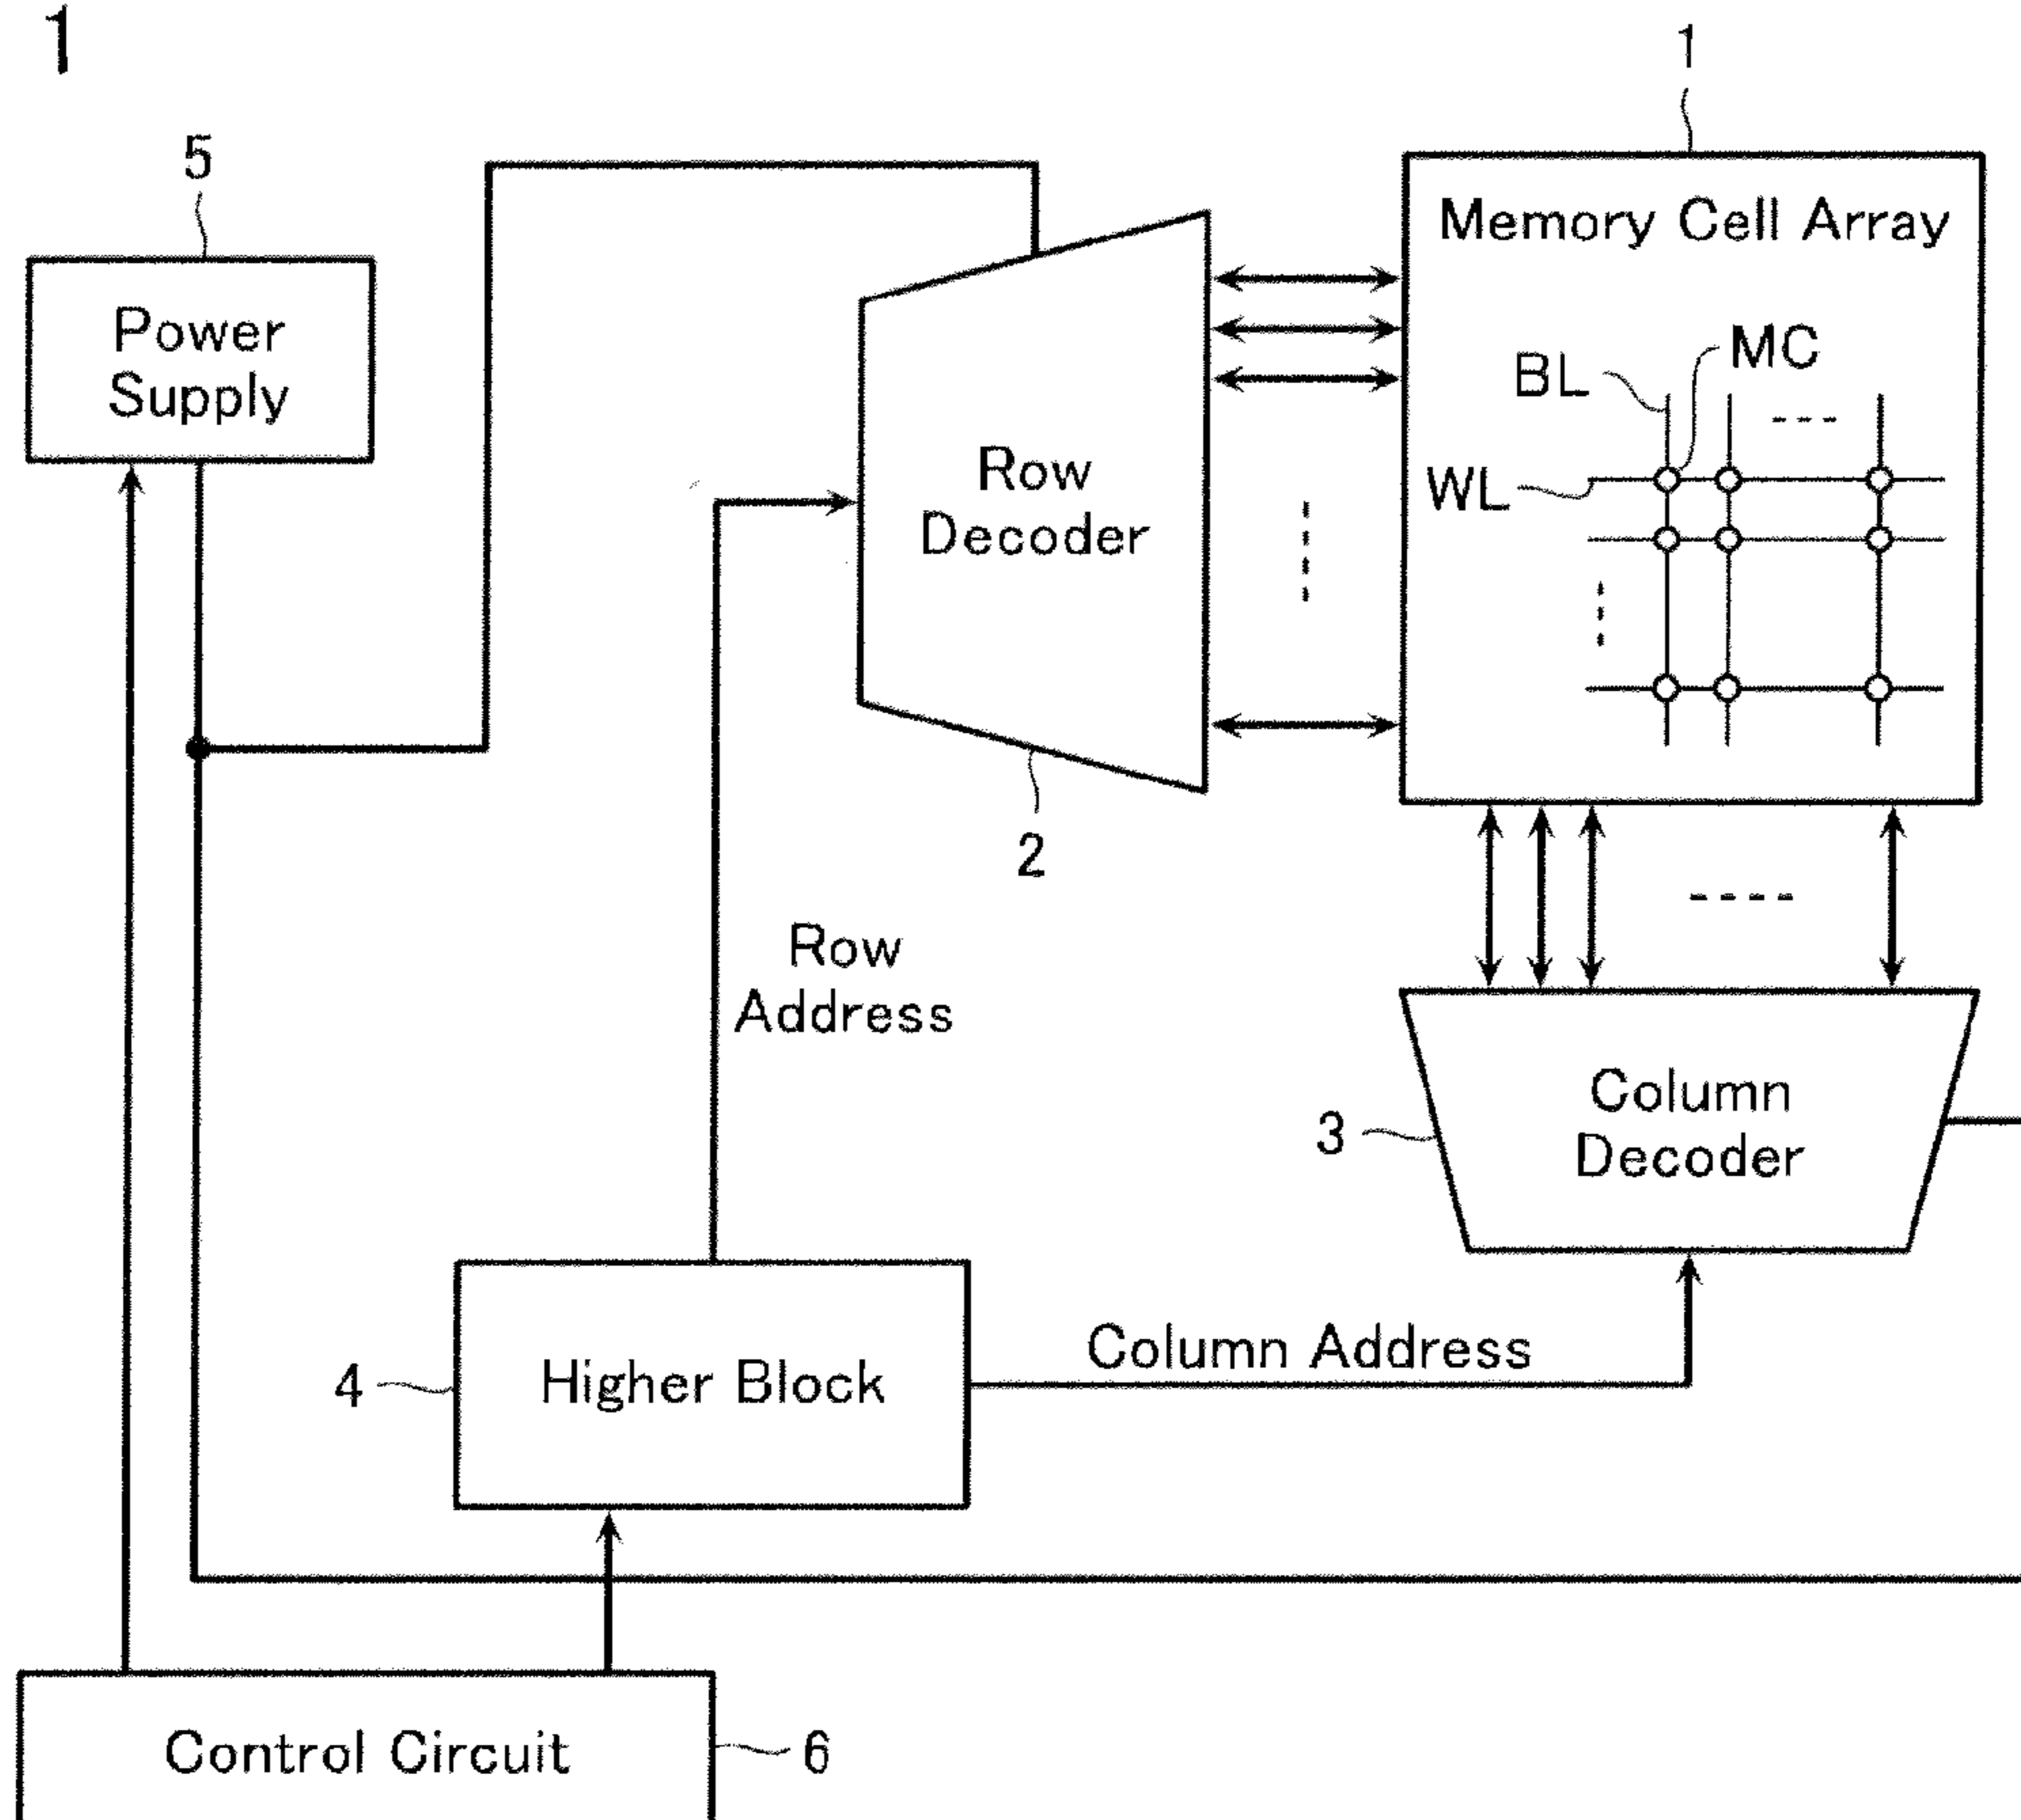 1
1
5
Memory Cell Array
Power
Supply
MC
BL
WL
Row
Decoder
2
Row
Address
Column
Decoder
3
Column Address
4
Higher Block
Control Circuit
6